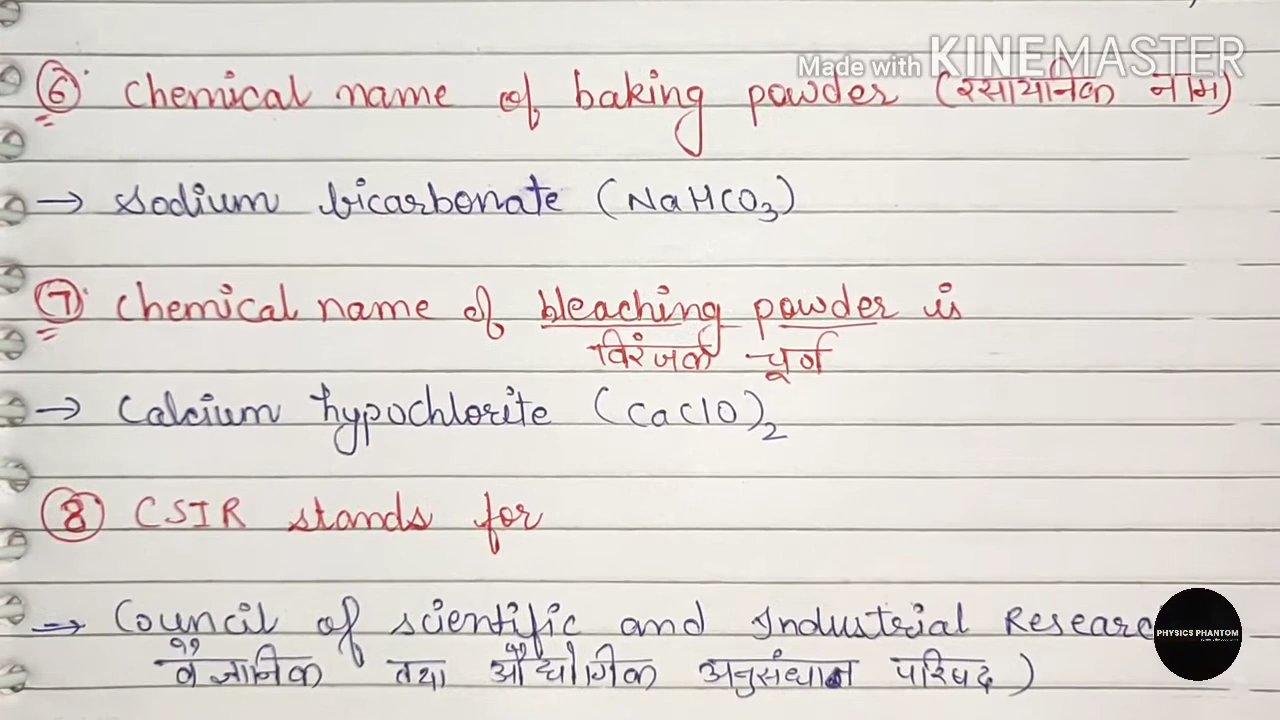 Made with KINEMASTER
⑥ Chemical name of baking powder (रसायनिक नाम)
→ Sodium bicarbonate (NaHCO₃)
⑦ Chemical name of bleaching powder is
विरंजक चूर्ण
→ Calcium hypochlorite (CaClO)₂
⑧ CSIR stands for
→ Council of scientific and Industrial Researc
वैज्ञानिक तथा औद्योगिक अनुसंधान परिषद)
PHYSICS PHANTOM